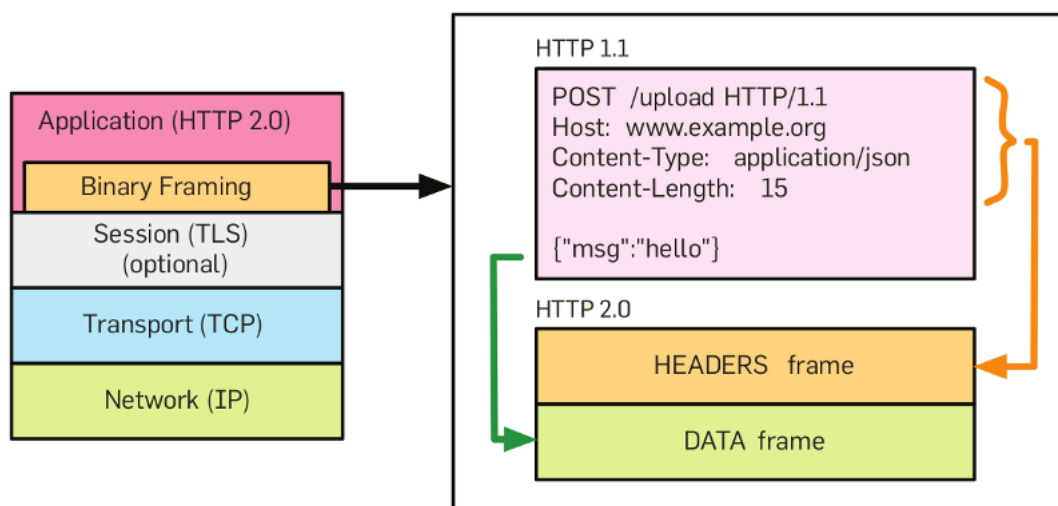 Application (HTTP 2.0)
Binary Framing
Session (TLS)
(optional)
Transport (TCP)
Network (IP)
HTTP 1.1
POST /upload HTTP/1.1
Host: www.example.org
Content-Type: application/json
Content-Length: 15
{"msg":"hello"}
HTTP 2.0
HEADERS frame
DATA frame